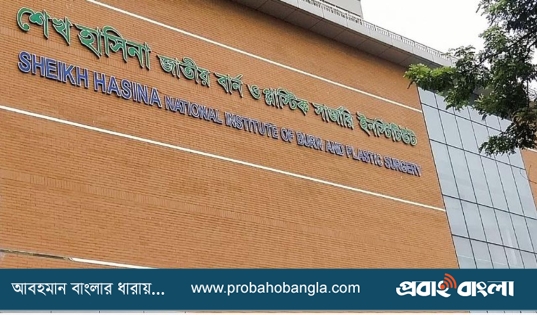 শেখ হাসিনা জাতীয় বার্ন ও প্লাস্টিক সার্জারি ইনস্টিটিউট
SHEIKH HASINA NATIONAL INSTITUTE OF BURN AND PLASTIC SURGERY
আবহমান বাংলার ধারায়... www.probahobangla.com প্রবাহ বাংলা